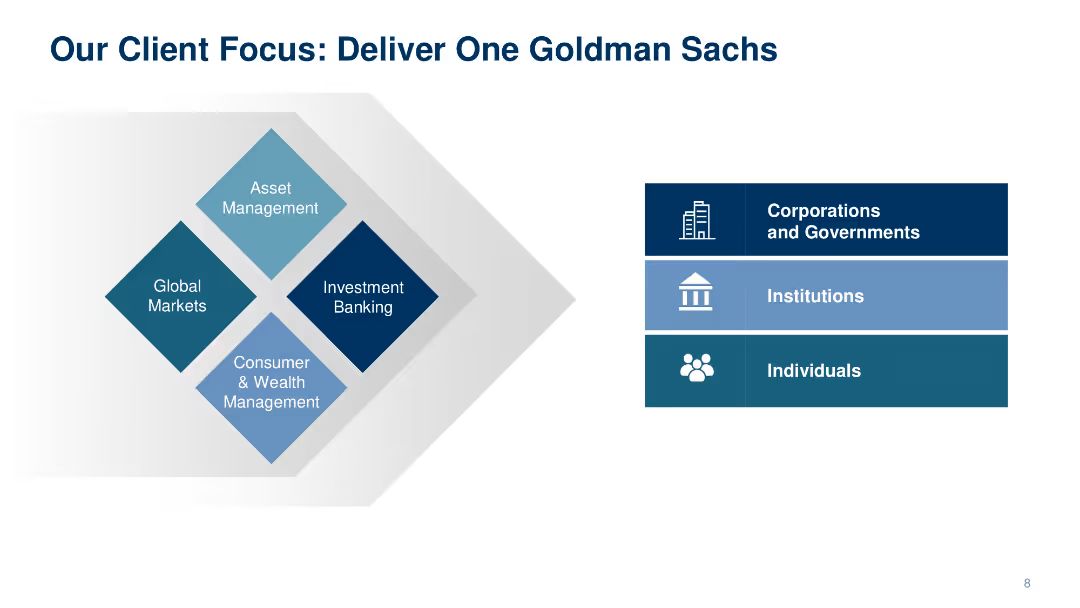 Our Client Focus: Deliver One Goldman Sachs
Asset
Management
Global
Markets
Investment
Banking
Consumer
& Wealth
Management
Corporations
and Governments
Institutions
Individuals
8